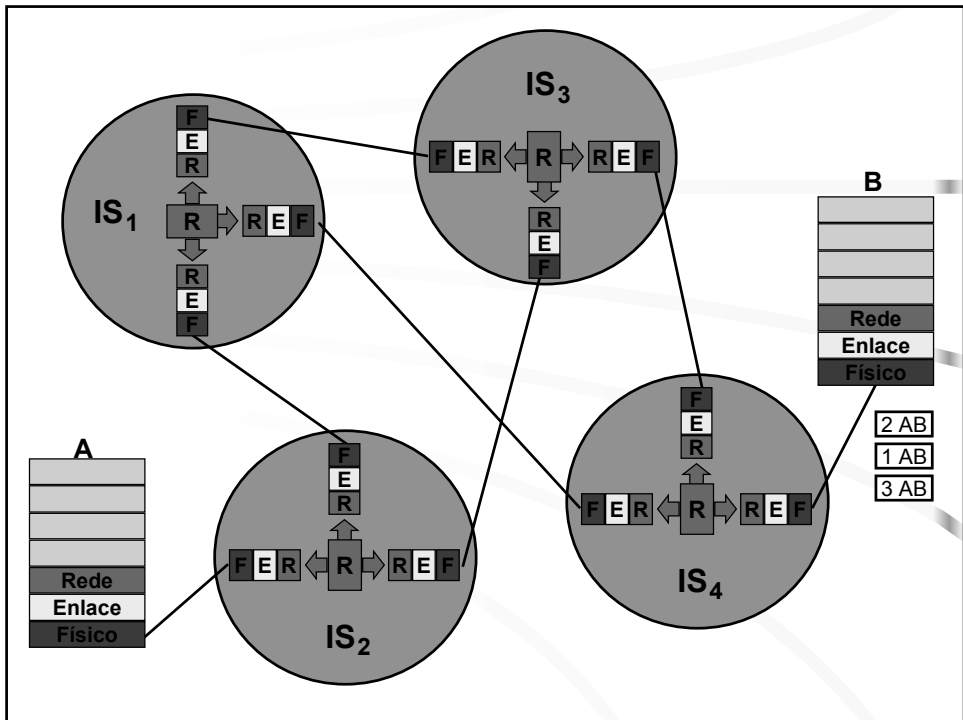 IS3
F
E
R
F E R
R
R E F
R
E
F
IS1
R
R E F
R
E
F
B
Rede
Enlace
Físico
2 AB
1 AB
3 AB
A
Rede
Enlace
Físico
F
E
R
F E R
R
R E F
IS2
F
E
R
F E R
R
R E F
IS4